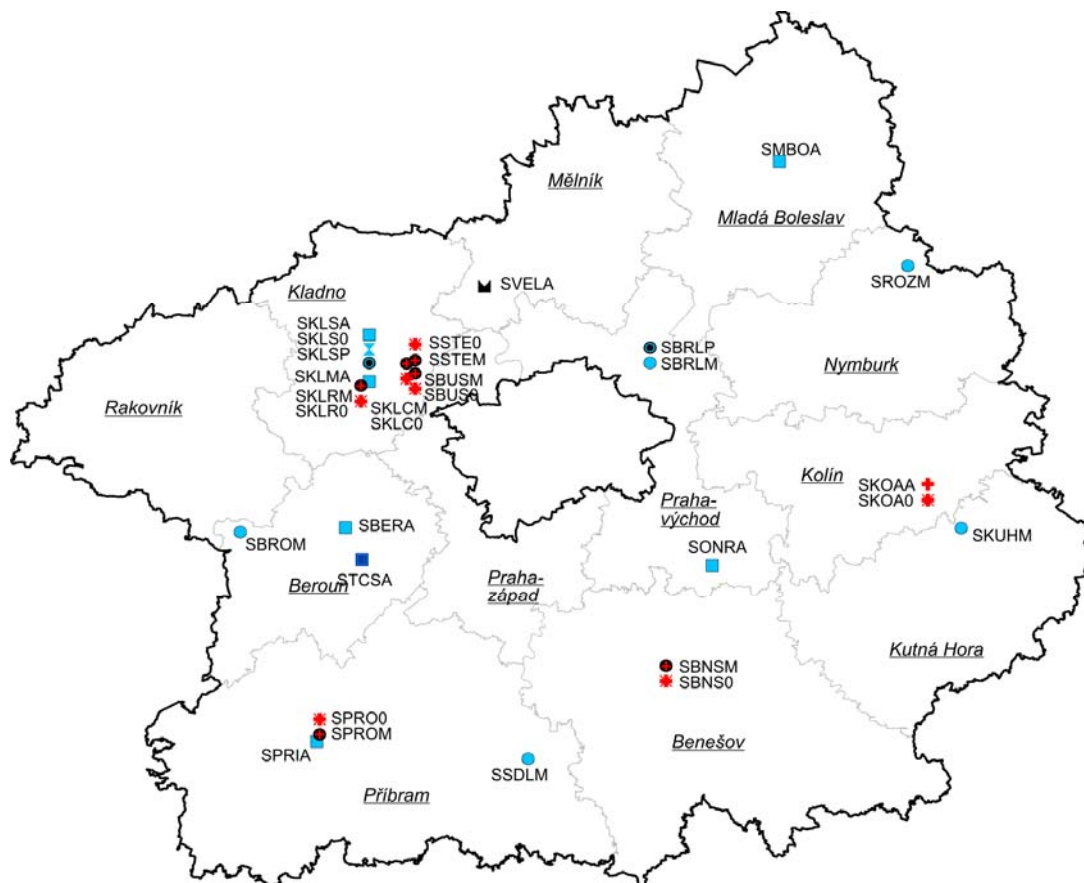 SMBOA
Mělník
Mladá Boleslav
SROZM
SVELA
Kladno
SKLSA
SKLS0
SKLSP
SSTE0
SSTEM
SBRLP
SBRLM
Nymburk
SKLMA
SBUSM
SBUS0
SKLRM
SKLR0
SKLCM
SKLC0
Rakovník
Kolín
SKOAA
SKOA0
Praha-
východ
SBERA
SBROM
SKUHM
SONRA
STCSA
Beroun
Praha-
západ
Kutná Hora
SBNSM
SBNS0
SPRO0
SPROM
SPRIA
Benešov
SSDLM
Příbram